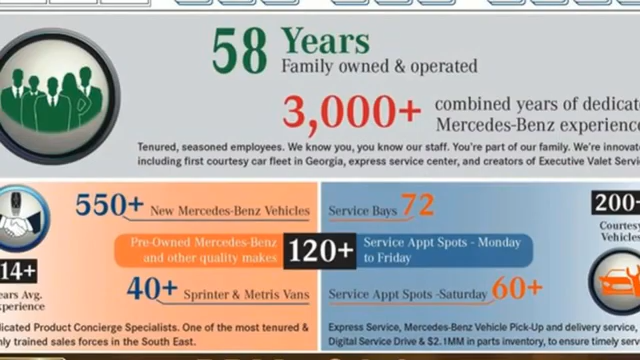 58 Years
Family owned & operated
3,000+ combined years of dedicate
Mercedes-Benz experience
Tenured, seasoned employees. We know you, you know our staff. You're part of our family. We're innovato
including first courtesy car fleet in Georgia, express service center, and creators of Executive Valet Servi
550+ New Mercedes-Benz Vehicles
Pre-Owned Mercedes-Benz
and other quality makes
120+
40+ Sprinter & Metris Vans
14+
ears Avg.
xperience
dicated Product Concierge Specialists. One of the most tenured &
hly trained sales forces in the South East.
Service Bays 72
Service Appt Spots - Monday
to Friday
Service Appt Spots -Saturday 60+
200+
Courtesy
Vehicles
Express Service, Mercedes-Benz Vehicle Pick-Up and delivery service,
Digital Service Drive & $2.1MM in parts inventory, to ensure timely serv